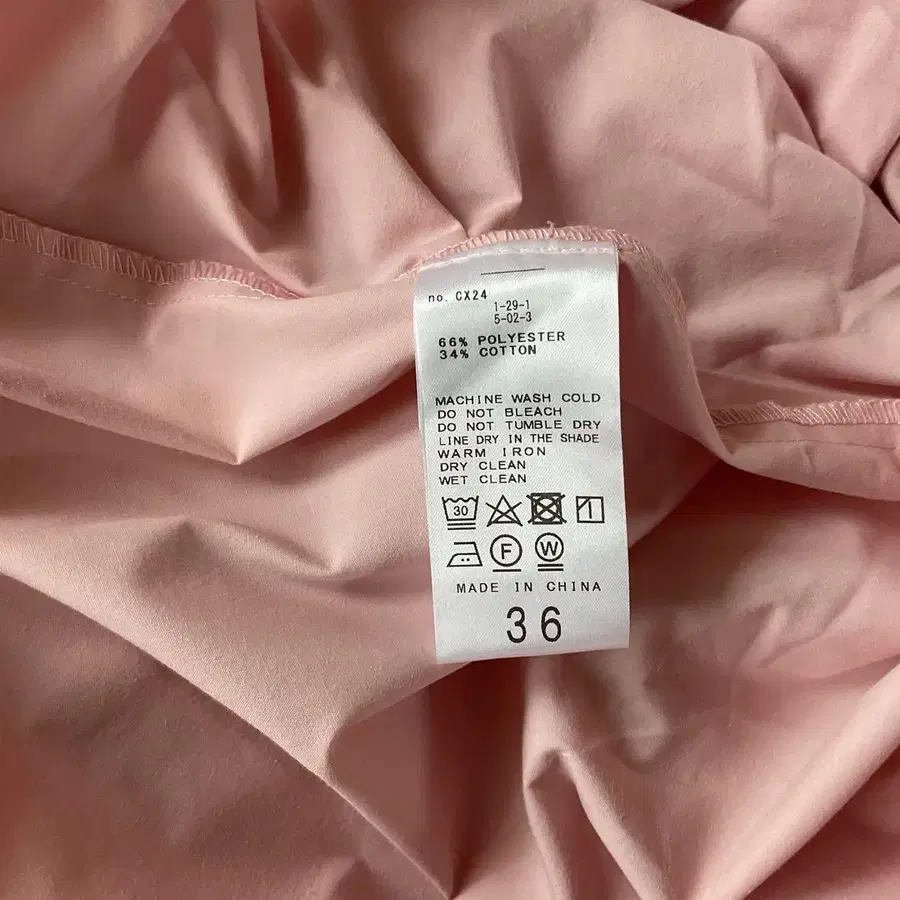 no. CX24
1-29-1
5-02-3
66% POLYESTER
34% COTTON
MACHINE WASH COLD
DO NOT BLEACH
DO NOT TUMBLE DRY
LINE DRY IN THE SHADE
WARM IRON
DRY CLEAN
WET CLEAN
30
F W
MADE IN CHINA
36